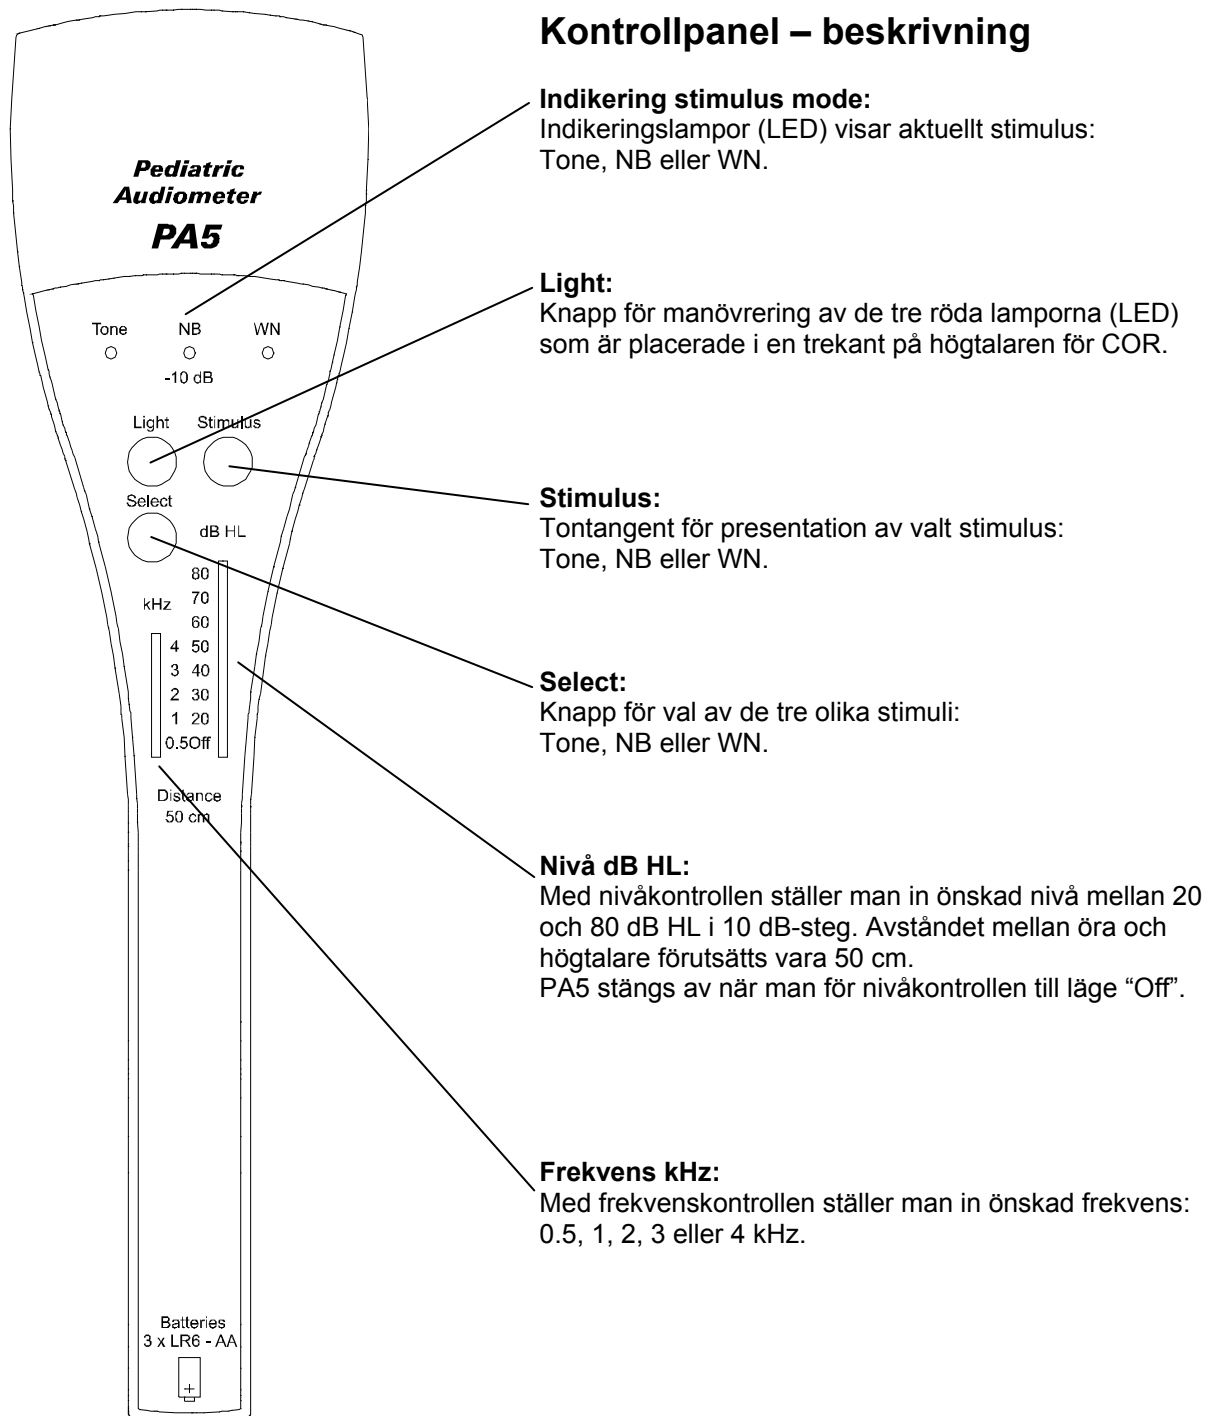 Kontrollpanel – beskrivning
Indikering stimulus mode:
Indikeringslampor (LED) visar aktuellt stimulus:
Tone, NB eller WN.
Light:
Knapp för manövrering av de tre röda lamporna (LED)
som är placerade i en trekant på högtalaren för COR.
Stimulus:
Tontangent för presentation av valt stimulus:
Tone, NB eller WN.
Select:
Knapp för val av de tre olika stimuli:
Tone, NB eller WN.
Nivå dB HL:
Med nivåkontrollen ställer man in önskad nivå mellan 20
och 80 dB HL i 10 dB-steg. Avståndet mellan öra och
högtalare förutsätts vara 50 cm.
PA5 stängs av när man för nivåkontrollen till läge “Off”.
Frekvens kHz:
Med frekvenskontrollen ställer man in önskad frekvens:
0.5, 1, 2, 3 eller 4 kHz.
Pediatric
Audiometer
PA5
Tone NB WN
-10 dB
Light Stimulus
Select
dB HL
80
kHz 70
60
4 50
3 40
2 30
1 20
0.5 Off
Distance
50 cm
Batteries
3 x LR6 - AA
+